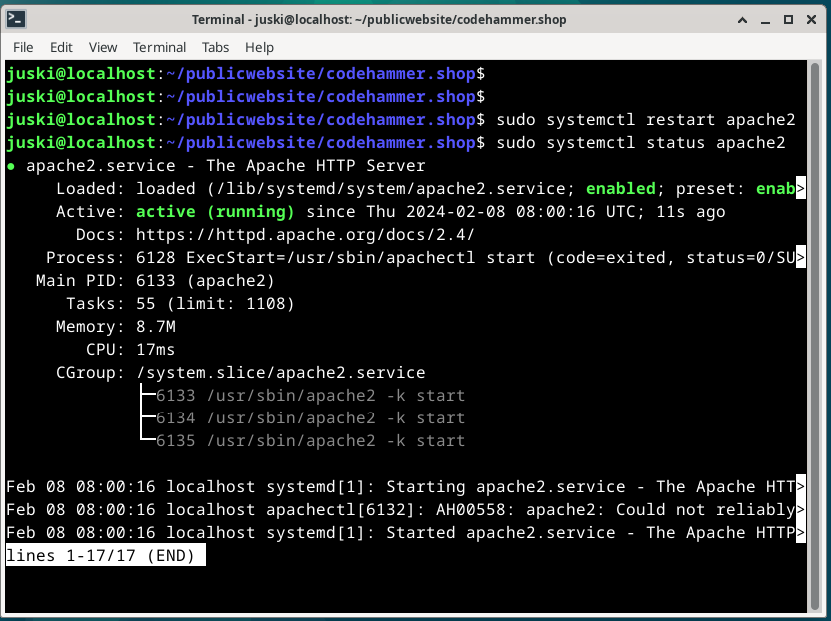 Terminal - juski@localhost: ~/publicwebsite/codehammer.shop
File Edit View Terminal Tabs Help
juski@localhost:~/publicwebsite/codehammer.shop$
juski@localhost:~/publicwebsite/codehammer.shop$
juski@localhost:~/publicwebsite/codehammer.shop$ sudo systemctl restart apache2
juski@localhost:~/publicwebsite/codehammer.shop$ sudo systemctl status apache2
● apache2.service - The Apache HTTP Server
Loaded: loaded (/lib/systemd/system/apache2.service; enabled; preset: enab>
Active: active (running) since Thu 2024-02-08 08:00:16 UTC; 11s ago
Docs: https://httpd.apache.org/docs/2.4/
Process: 6128 ExecStart=/usr/sbin/apachectl start (code=exited, status=0/SU>
Main PID: 6133 (apache2)
Tasks: 55 (limit: 1108)
Memory: 8.7M
CPU: 17ms
CGroup: /system.slice/apache2.service
├─6133 /usr/sbin/apache2 -k start
├─6134 /usr/sbin/apache2 -k start
└─6135 /usr/sbin/apache2 -k start
Feb 08 08:00:16 localhost systemd[1]: Starting apache2.service - The Apache HTT>
Feb 08 08:00:16 localhost apachectl[6132]: AH00558: apache2: Could not reliably>
Feb 08 08:00:16 localhost systemd[1]: Started apache2.service - The Apache HTTP>
lines 1-17/17 (END)